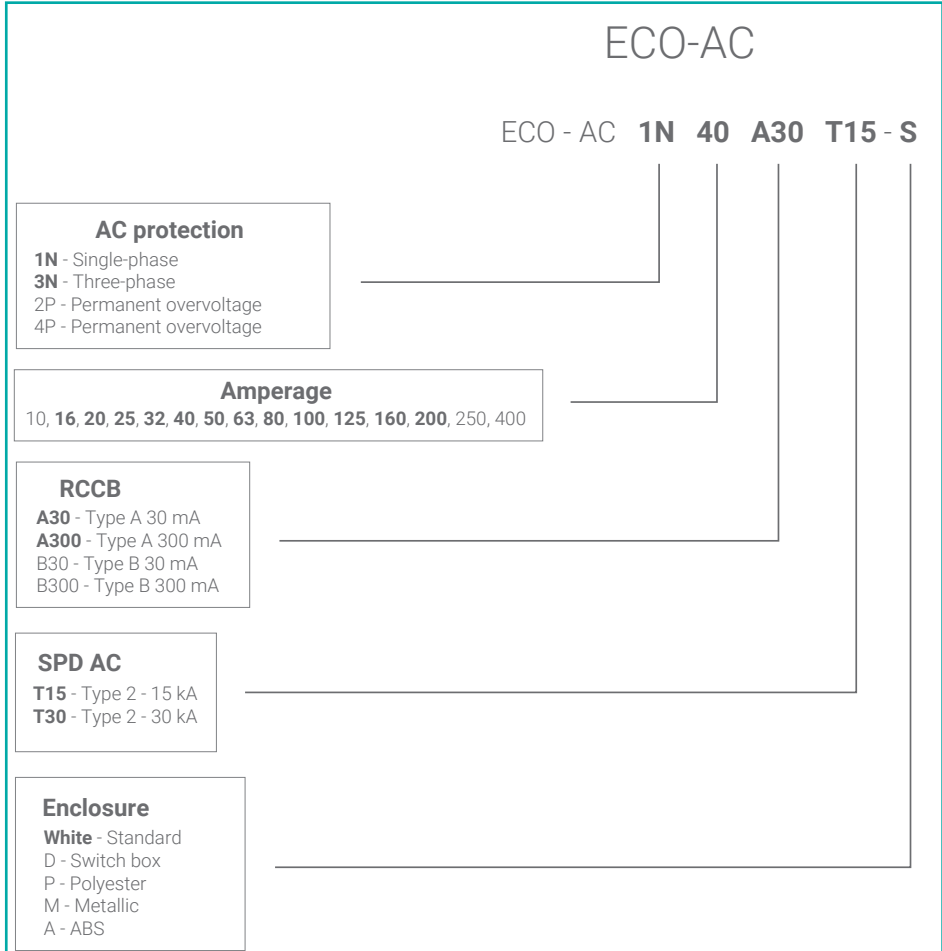 ECO-AC
ECO - AC 1N 40 A30 T15 - S
AC protection
1N - Single-phase
3N - Three-phase
2P - Permanent overvoltage
4P - Permanent overvoltage
Amperage
10, 16, 20, 25, 32, 40, 50, 63, 80, 100, 125, 160, 200, 250, 400
RCCB
A30 - Type A 30 mA
A300 - Type A 300 mA
B30 - Type B 30 mA
B300 - Type B 300 mA
SPD AC
T15 - Type 2 - 15 kA
T30 - Type 2 - 30 kA
Enclosure
White - Standard
D - Switch box
P - Polyester
M - Metallic
A - ABS